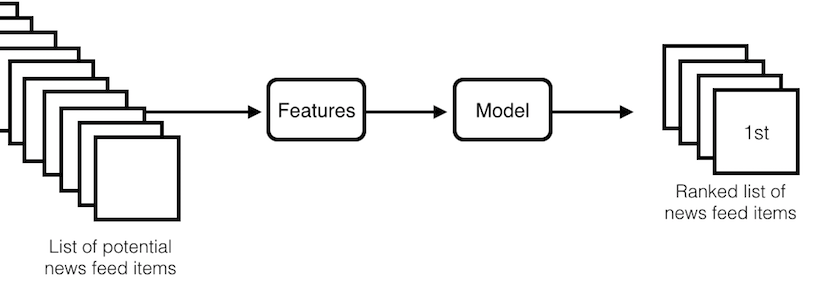 Features
Model
1st
List of potential
news feed items
Ranked list of
news feed items